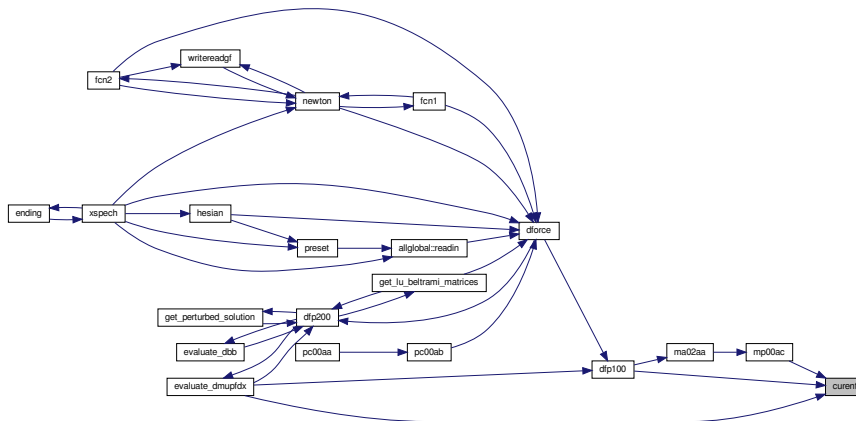 writereadgf
fcn2
newton
fcn1
ending
xspech
hesian
dforce
preset
allglobal::readin
get_lu_beltrami_matrices
get_perturbed_solution
dfp200
evaluate_dbb
pc00aa
pc00ab
ma02aa
mp00ac
dfp100
evaluate_dmupfdx
curent